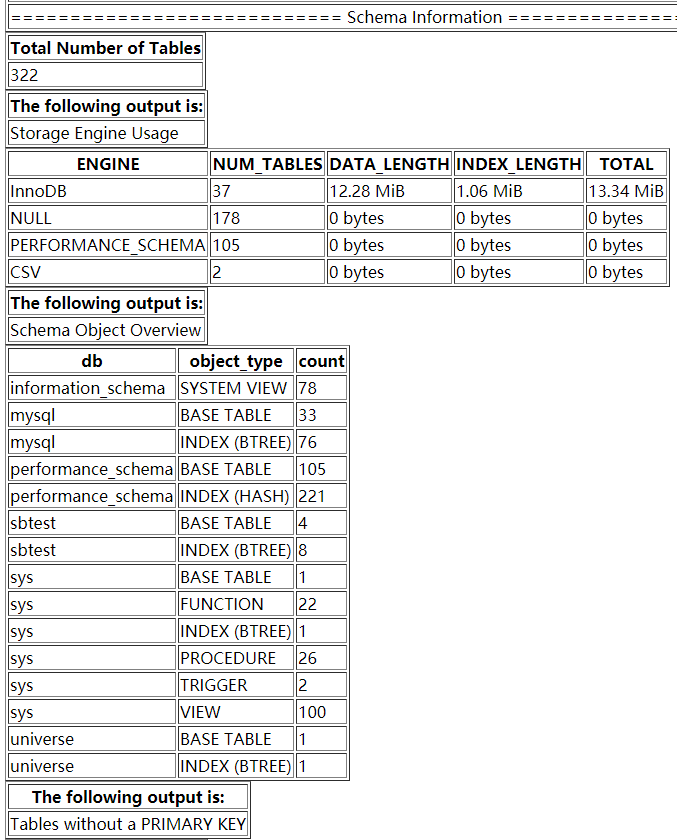 ============================ Schema Information ===============
Total Number of Tables
322
The following output is:
Storage Engine Usage
ENGINE NUM_TABLES DATA_LENGTH INDEX_LENGTH TOTAL
InnoDB 37 12.28 MiB 1.06 MiB 13.34 MiB
NULL 178 0 bytes 0 bytes 0 bytes
PERFORMANCE_SCHEMA 105 0 bytes 0 bytes 0 bytes
CSV 2 0 bytes 0 bytes 0 bytes
The following output is:
Schema Object Overview
db object_type count
information_schema SYSTEM VIEW 78
mysql BASE TABLE 33
mysql INDEX (BTREE) 76
performance_schema BASE TABLE 105
performance_schema INDEX (HASH) 221
sbtest BASE TABLE 4
sbtest INDEX (BTREE) 8
sys BASE TABLE 1
sys FUNCTION 22
sys INDEX (BTREE) 1
sys PROCEDURE 26
sys TRIGGER 2
sys VIEW 100
universe BASE TABLE 1
universe INDEX (BTREE) 1
The following output is:
Tables without a PRIMARY KEY